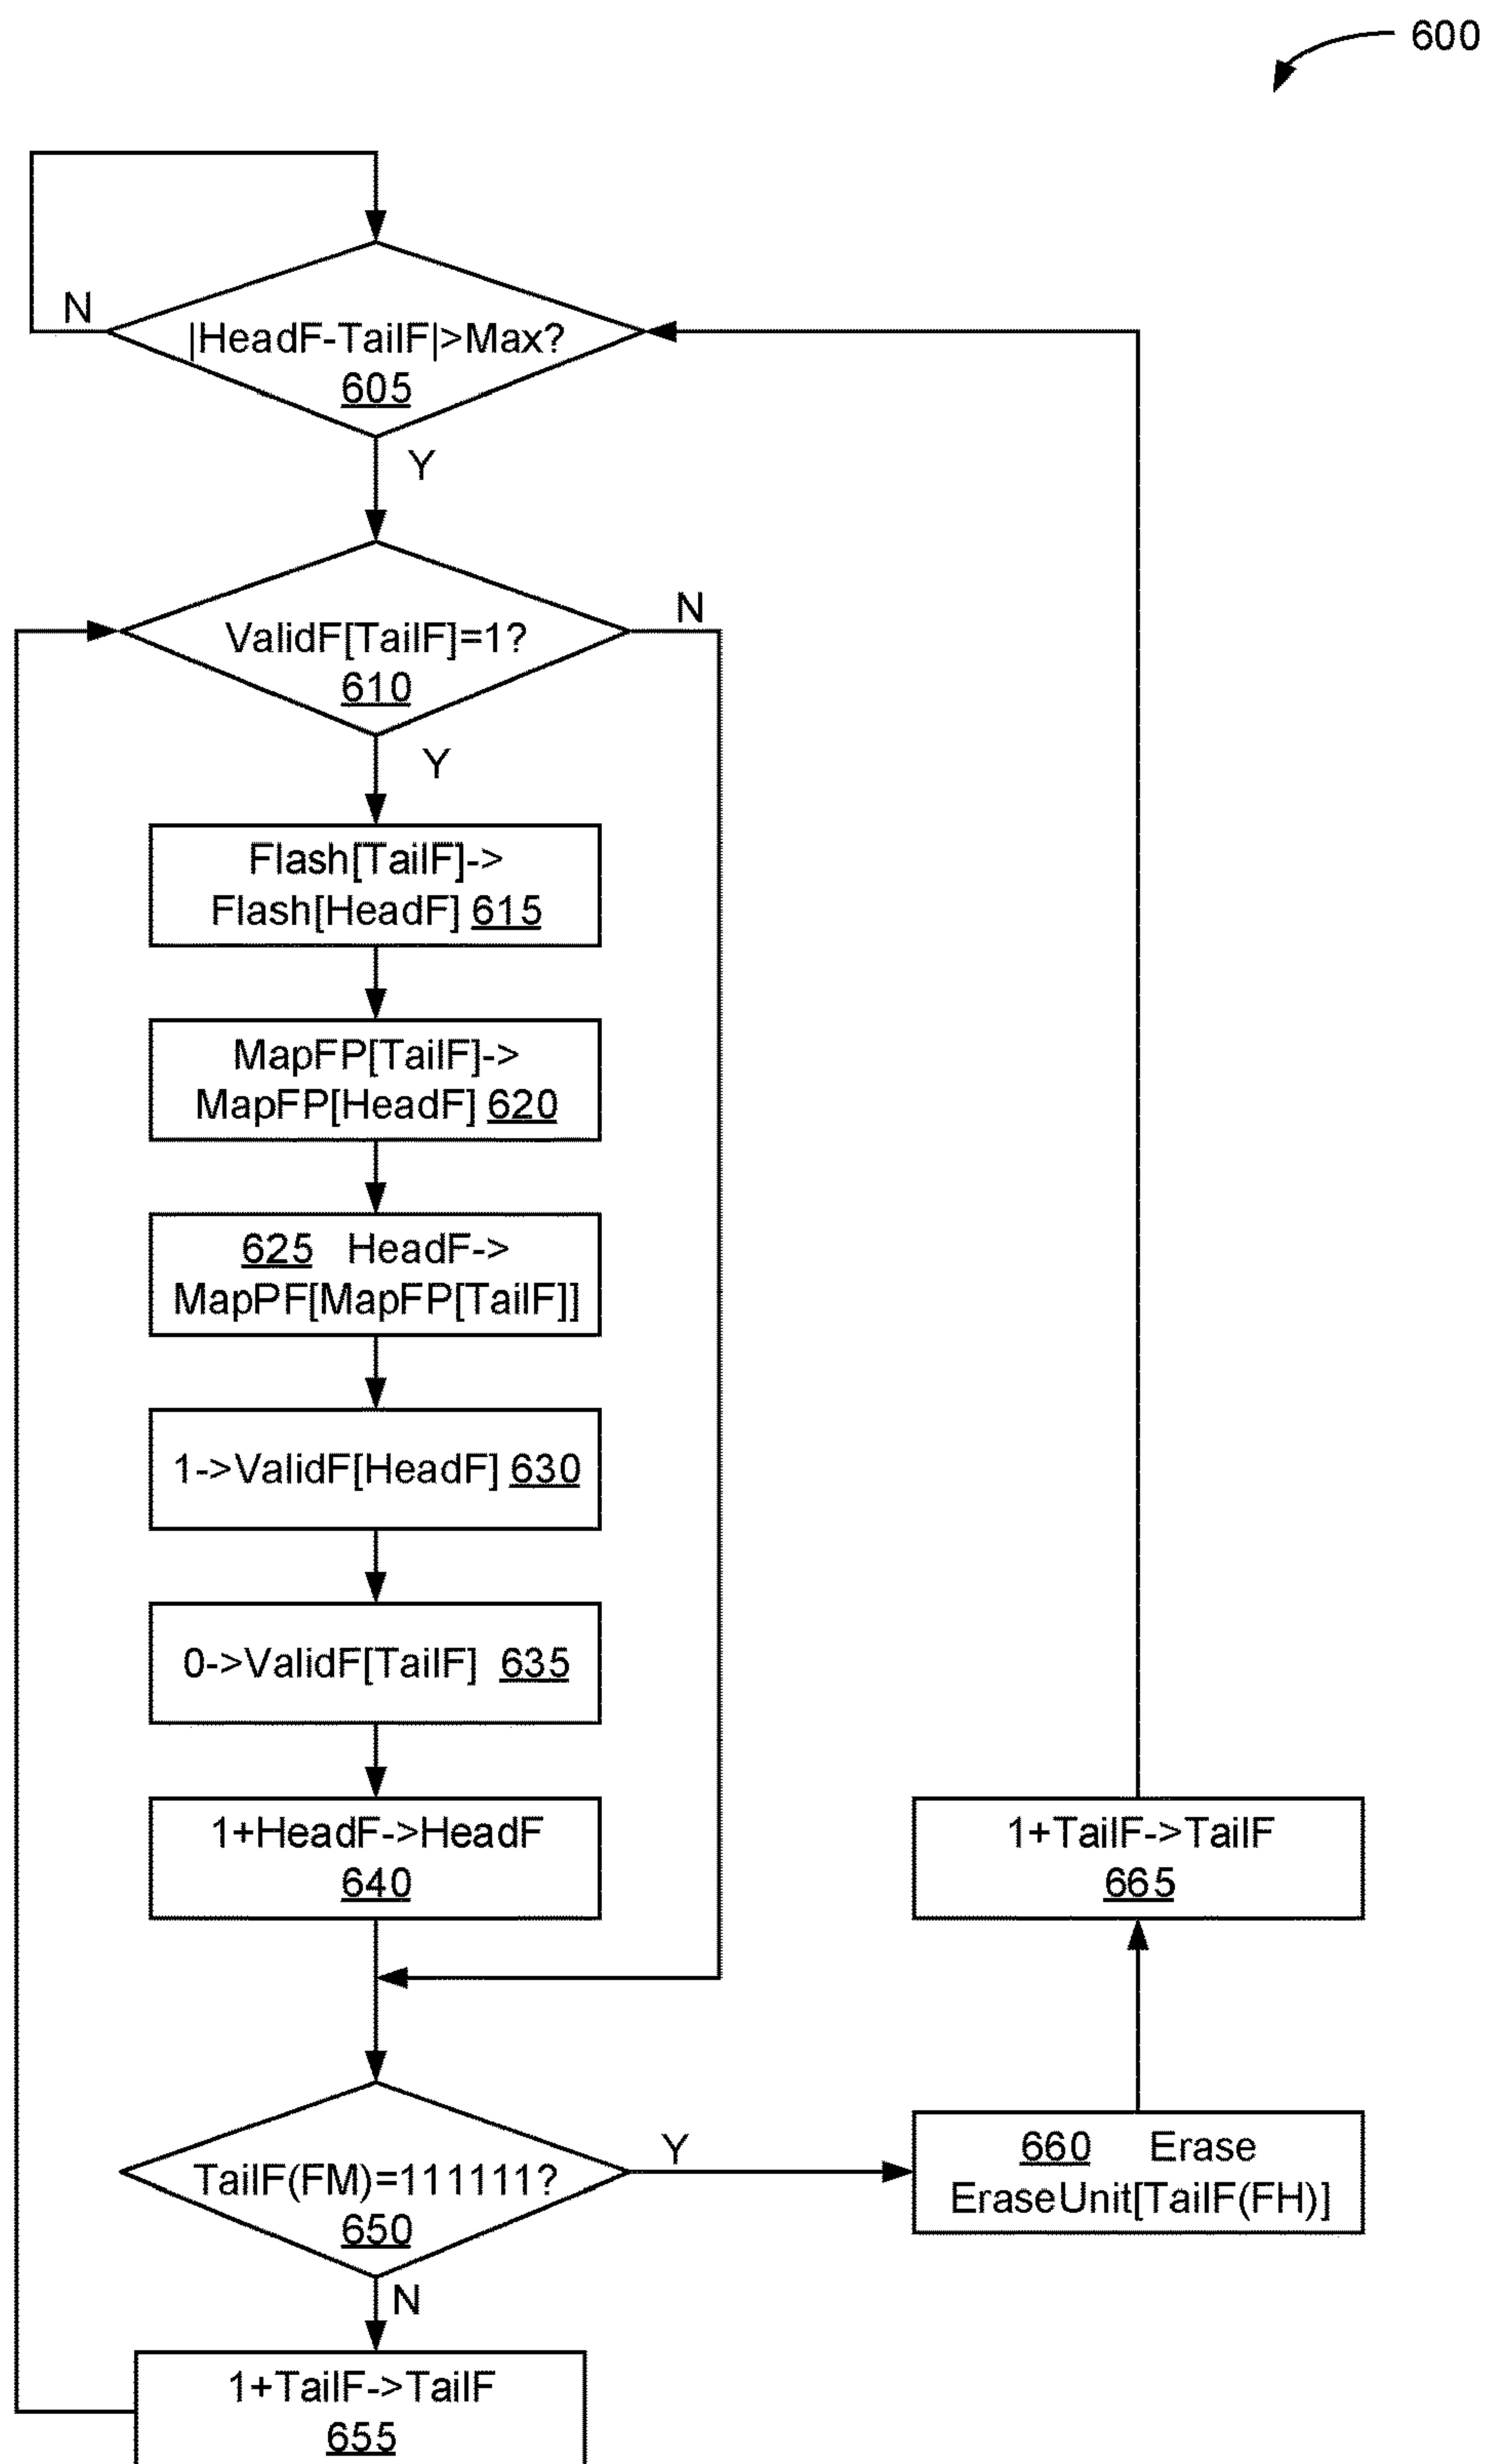 600
N
|HeadF-TailF|>Max?
605
Y
N
ValidF[TailF]=1?
610
Y
Flash[TailF]->
Flash[HeadF] 615
MapFP[TailF]->
MapFP[HeadF] 620
625 HeadF->
MapPF[MapFP[TailF]]
1->ValidF[HeadF] 630
0->ValidF[TailF] 635
1+HeadF->HeadF
640
1+TailF->TailF
665
TailF(FM)=111111?
650
Y
660 Erase
EraseUnit[TailF(FH)]
N
1+TailF->TailF
655